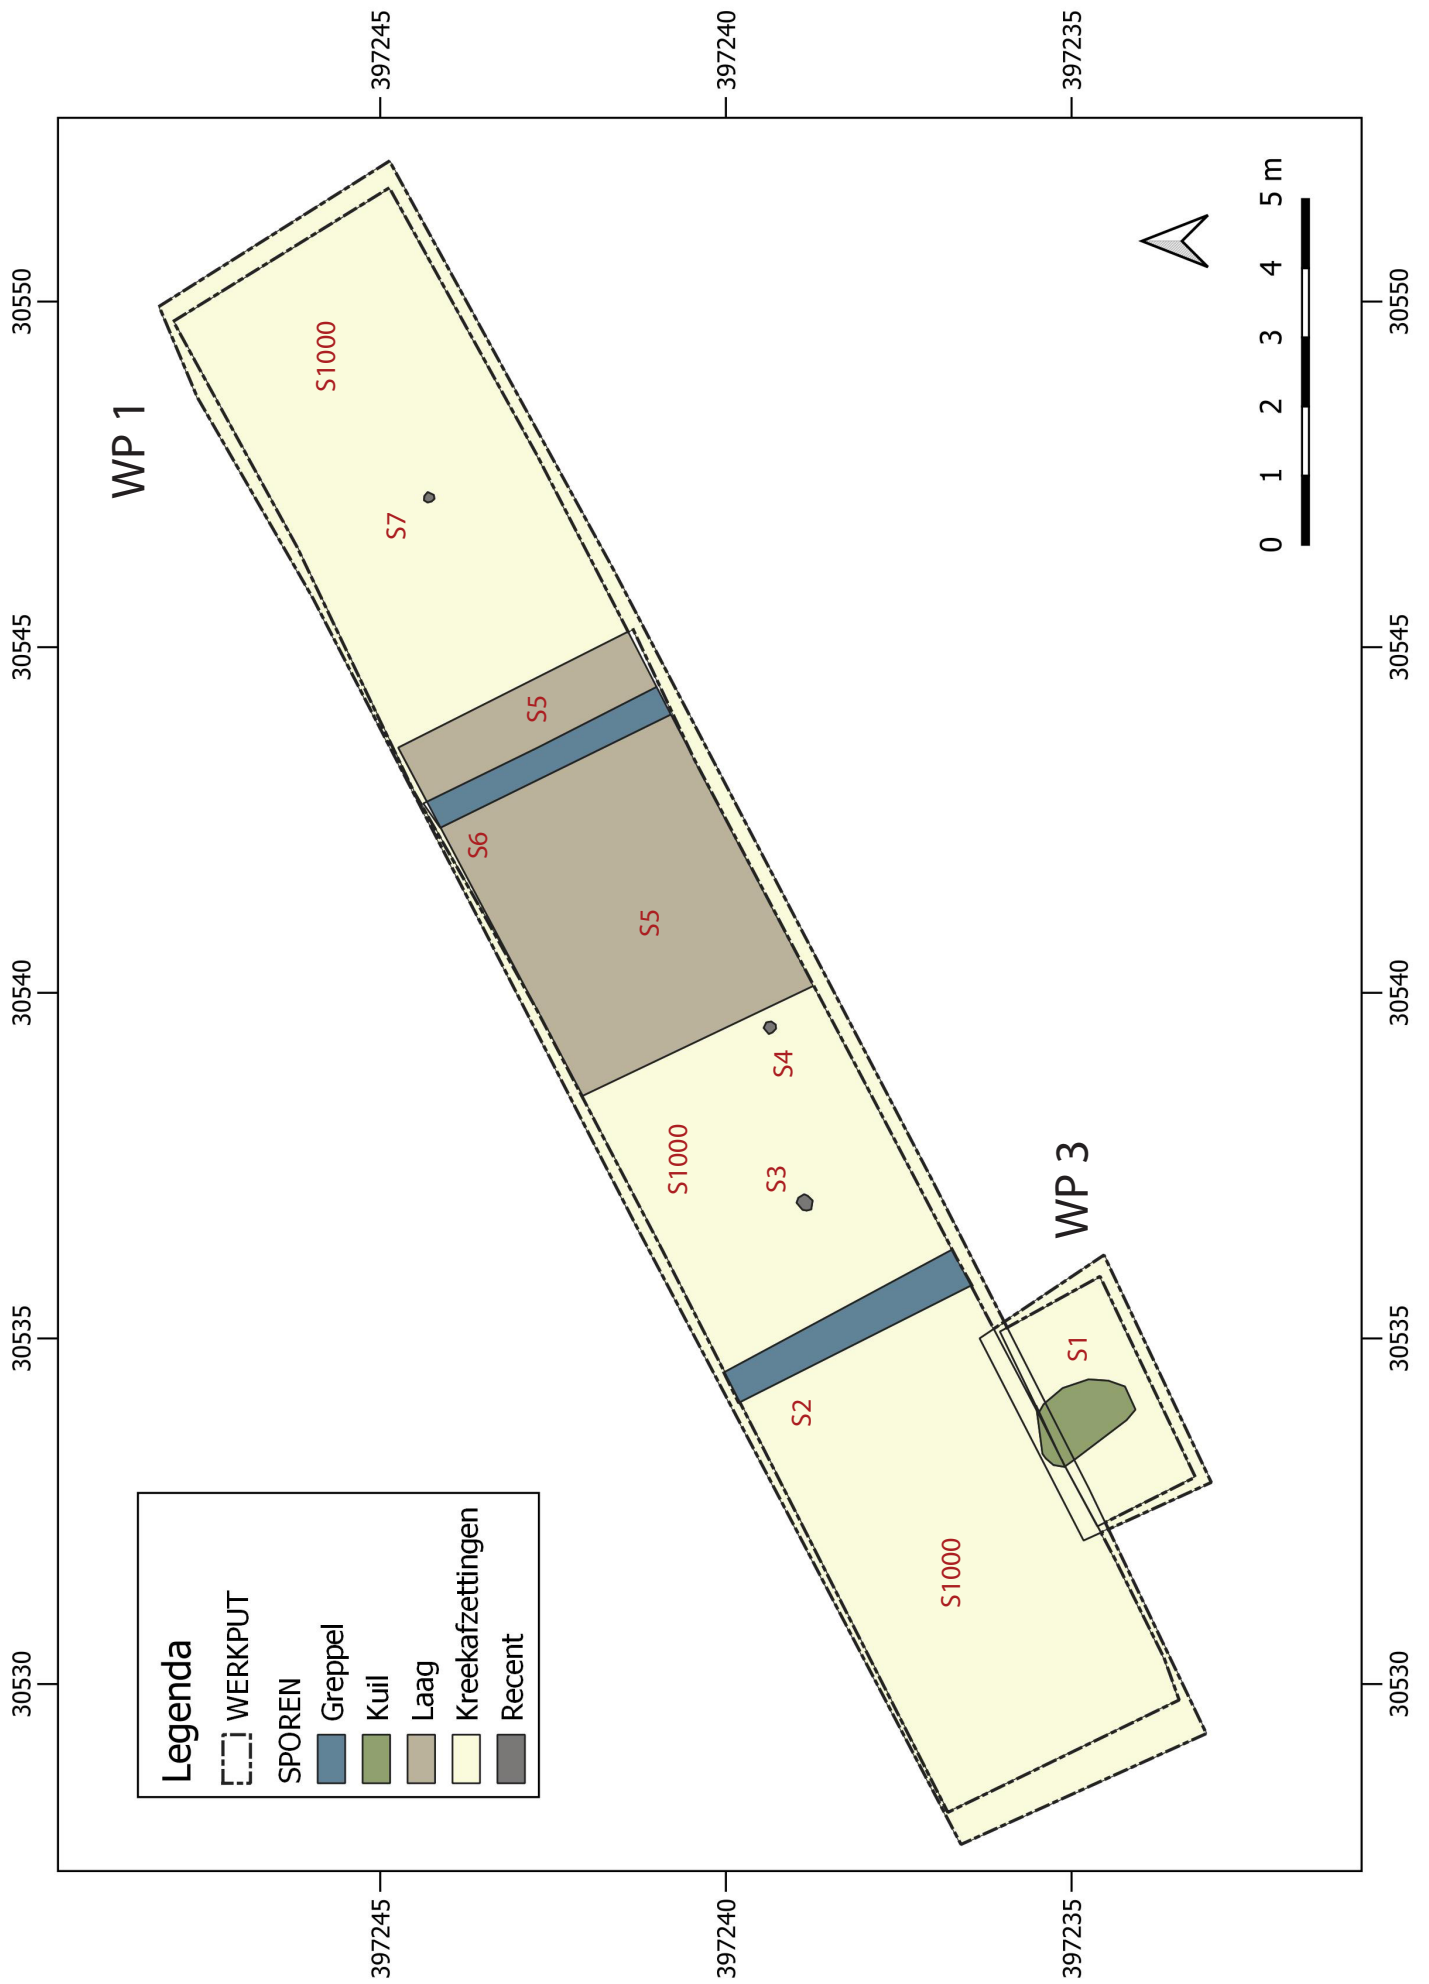 30530
30535
30540
30545
30550
397245
397240
397235
397245
397240
397235
30530
30535
30540
30545
30550
WP 1
WP 3
S1000
S7
S5
S6
S5
S4
S1000
S3
S2
S1
S1000
Legenda
WERKPUT
SPOREN
Greppel
Kuil
Laag
Kreekafzettingen
Recent
0 1 2 3 4 5 m